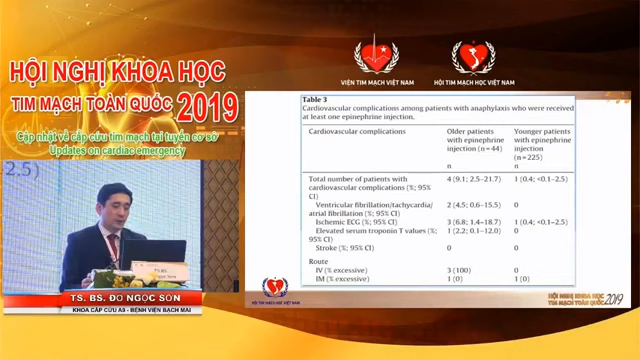 HỘI NGHỊ KHOA HỌC
TIM MẠCH TOÀN QUỐC 2019
Cập nhật về cấp cứu tim mạch tại tuyến cơ sở
Updates on cardiac emergency
2.5)
TS. BS. ĐỖ NGỌC SƠN
KHOA CẤP CỨU A9 - BỆNH VIỆN BẠCH MAI
VIỆN TIM MẠCH VIỆT NAM
HỘI TIM MẠCH HỌC VIỆT NAM
Table 3
Cardiovascular complications among patients with anaphylaxis who were received
at least one epinephrine injection.
Cardiovascular complications
Older patients
with epinephrine
injection (n = 44)
n
Younger patients
with epinephrine
injection
(n = 225)
n
Total number of patients with 4 (9.1; 2.5–21.7) 1 (0.4; <0.1–2.5)
cardiovascular complications (%; 95%
CI)
Ventricular fibrillation/tachycardia/ 2 (4.5; 0.6–15.5) 0
atrial fibrillation (%; 95% CI)
Ischemic ECG (%; 95% CI) 3 (6.8; 1.4–18.7) 1 (0.4; <0.1–2.5)
Elevated serum troponin T values (%; 1 (2.2; 0.1–12.0) 0
95% CI)
Stroke (%; 95% CI) 0 0
Route
IV (% excessive) 3 (100) 0
IM (% excessive) 1 (0) 1 (0)
HỘI TIM MẠCH HỌC VIỆT NAM
HỘI NGHỊ KHOA HỌC
TIM MẠCH TOÀN QUỐC 2019